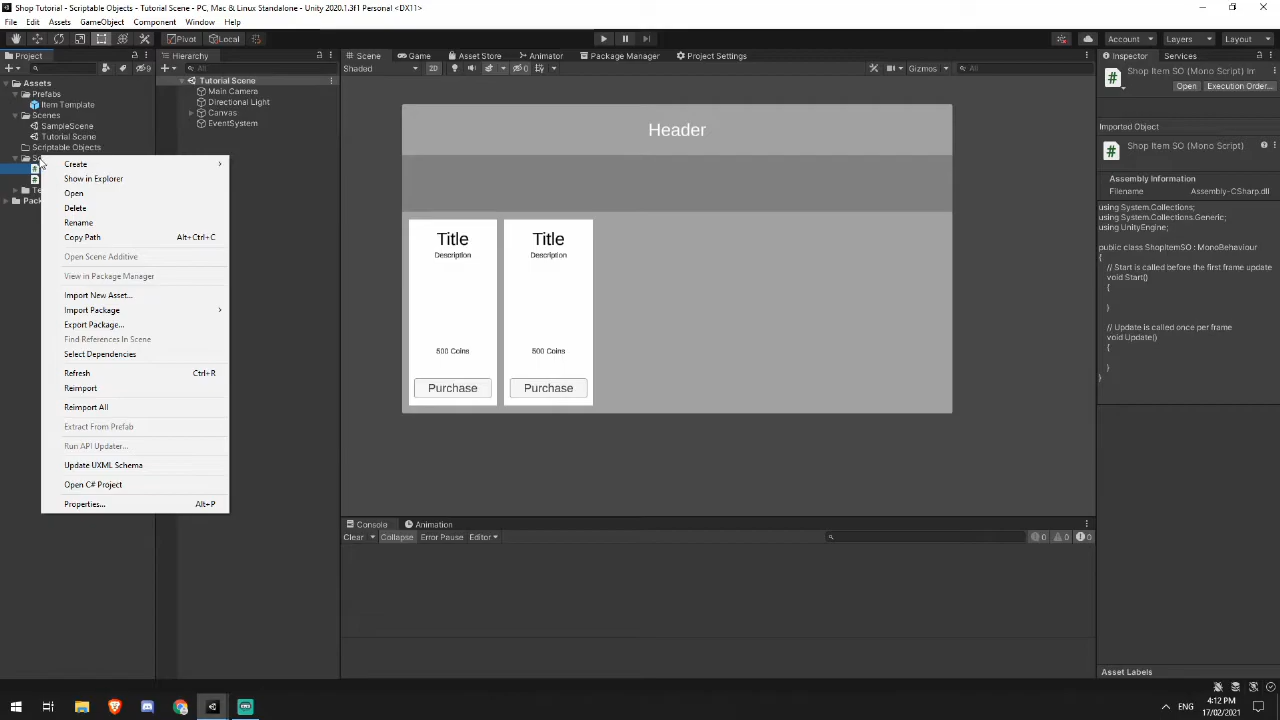 Shop Tutorial - Scriptable Objects - Tutorial Scene - PC, Mac & Linux Standalone - Unity 2020.1.3f1 Personal <DX11>
File Edit Assets GameObject Component Window Help
Pivot Local
Account Layers Layout
Project
Hierarchy
Scene Game Asset Store Animator Package Manager Project Settings
Inspector Services
All
Shaded 2D
Gizmos All
Shop Item SO (Mono Script) Im
Open Execution Order...
Assets
Prefabs
Item Template
Scenes
SampleScene
Tutorial Scene
Scriptable Objects
Tutorial Scene
Main Camera
Directional Light
Canvas
EventSystem
Create
Show in Explorer
Open
Delete
Rename
Copy Path Alt+Ctrl+C
Open Scene Additive
View in Package Manager
Import New Asset...
Import Package
Export Package...
Find References In Scene
Select Dependencies
Refresh Ctrl+R
Reimport
Reimport All
Extract From Prefab
Run API Updater...
Update UXML Schema
Open C# Project
Properties... Alt+P
Header
Title Title
Description Description
500 Coins 500 Coins
Purchase Purchase
Imported Object
Shop Item SO (Mono Script)
Assembly Information
Filename Assembly-CSharp.dll
using System.Collections;
using System.Collections.Generic;
using UnityEngine;
public class ShopItemSO : MonoBehaviour
{
// Start is called before the first frame update
void Start()
{
}
// Update is called once per frame
void Update()
{
}
}
Console Animation
Clear Collapse Error Pause Editor
0 0 0
Asset Labels
ENG
4:12 PM
17/02/2021